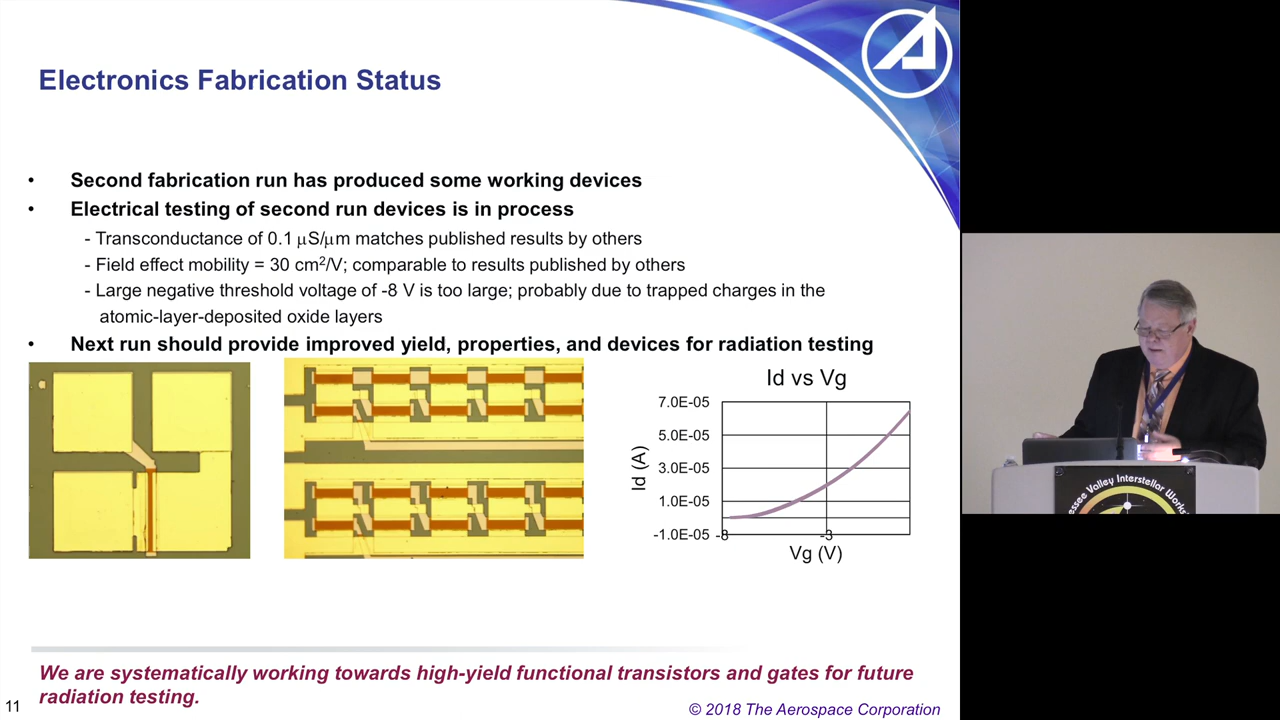 Electronics Fabrication Status
• Second fabrication run has produced some working devices
• Electrical testing of second run devices is in process
- Transconductance of 0.1 μS/μm matches published results by others
- Field effect mobility = 30 cm²/V; comparable to results published by others
- Large negative threshold voltage of -8 V is too large; probably due to trapped charges in the
atomic-layer-deposited oxide layers
• Next run should provide improved yield, properties, and devices for radiation testing
Id vs Vg
7.0E-05
5.0E-05
Id (A)
3.0E-05
1.0E-05
-1.0E-05
-8
-3
Vg (V)
We are systematically working towards high-yield functional transistors and gates for future
radiation testing.
11
© 2018 The Aerospace Corporation
Valley Interstellar